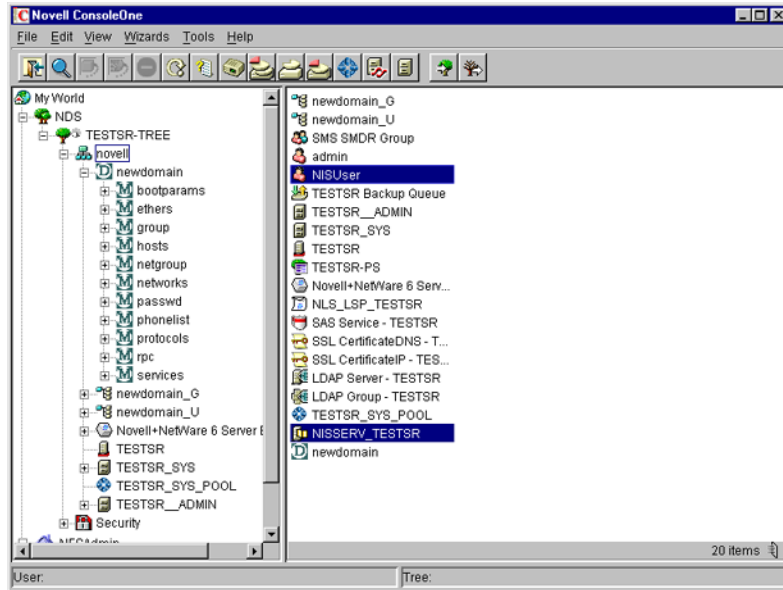 Novell ConsoleOne
File Edit View Wizards Tools Help
My World
NDS
TESTSR-TREE
novell
newdomain
bootparams
ethers
group
hosts
netgroup
networks
passwd
phonelist
protocols
rpc
services
newdomain_G
newdomain_U
Novell+NetWare 6 Server
TESTSR
TESTSR_SYS
TESTSR_SYS_POOL
TESTSR__ADMIN
Security
NFSAdmin
newdomain_G
newdomain_U
SMS SMDR Group
admin
NISUser
TESTSR Backup Queue
TESTSR__ADMIN
TESTSR_SYS
TESTSR
TESTSR-PS
Novell+NetWare 6 Serv...
NLS_LSP_TESTSR
SAS Service - TESTSR
SSL CertificateDNS - T...
SSL CertificateIP - TES...
LDAP Server - TESTSR
LDAP Group - TESTSR
TESTSR_SYS_POOL
NISSERV_TESTSR
newdomain
20 items
User:
Tree: